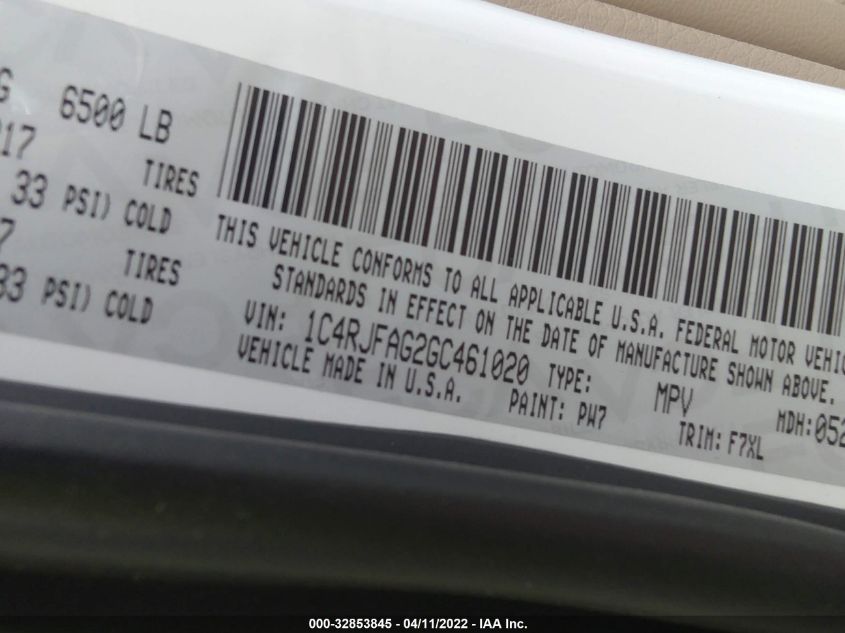 G 6500 LB
17
TIRES
33 PSI) COLD
7
TIRES
33 PSI) COLD
THIS VEHICLE CONFORMS TO ALL APPLICABLE U.S.A. FEDERAL MOTOR VEHIC
STANDARDS IN EFFECT ON THE DATE OF MANUFACTURE SHOWN ABOVE.
VIN: 1C4RJFAG2GC461020 TYPE: MPV MDH:052
VEHICLE MADE IN U.S.A. PAINT: PW7 TRIM: F7XL
000-32853845 - 04/11/2022 - IAA Inc.